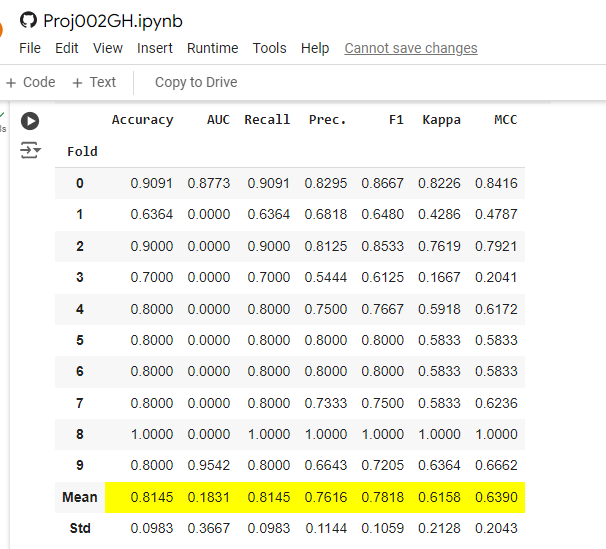 Proj002GH.ipynb
File Edit View Insert Runtime Tools Help Cannot save changes
+ Code + Text Copy to Drive
Accuracy AUC Recall Prec. F1 Kappa MCC
Fold
0 0.9091 0.8773 0.9091 0.8295 0.8667 0.8226 0.8416
1 0.6364 0.0000 0.6364 0.6818 0.6480 0.4286 0.4787
2 0.9000 0.0000 0.9000 0.8125 0.8533 0.7619 0.7921
3 0.7000 0.0000 0.7000 0.5444 0.6125 0.1667 0.2041
4 0.8000 0.0000 0.8000 0.7500 0.7667 0.5918 0.6172
5 0.8000 0.0000 0.8000 0.8000 0.8000 0.5833 0.5833
6 0.8000 0.0000 0.8000 0.8000 0.8000 0.5833 0.5833
7 0.8000 0.0000 0.8000 0.7333 0.7500 0.5833 0.6236
8 1.0000 0.0000 1.0000 1.0000 1.0000 1.0000 1.0000
9 0.8000 0.9542 0.8000 0.6643 0.7205 0.6364 0.6662
Mean 0.8145 0.1831 0.8145 0.7616 0.7818 0.6158 0.6390
Std 0.0983 0.3667 0.0983 0.1144 0.1059 0.2128 0.2043